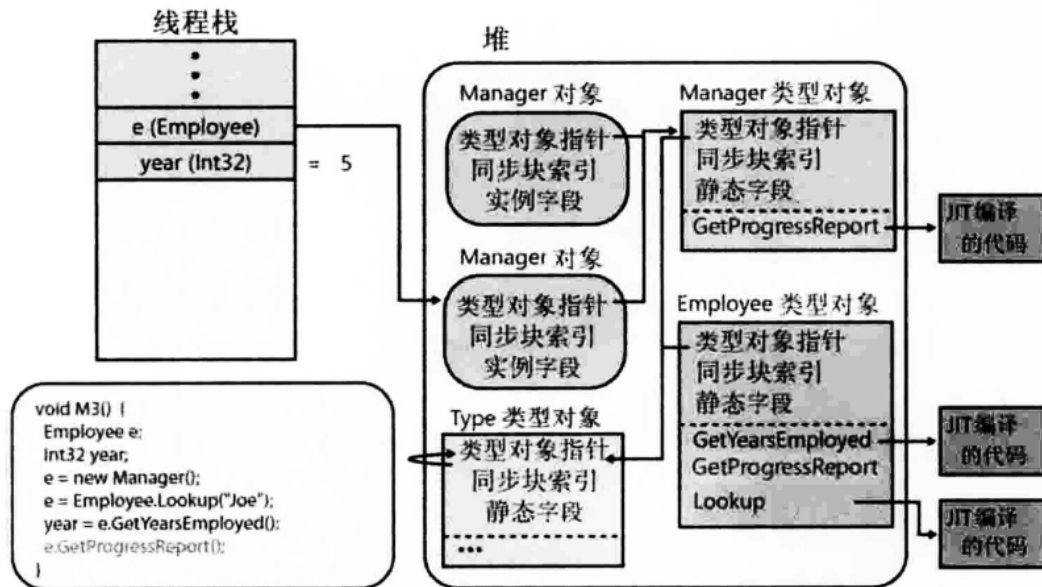 线程栈
e (Employee)
year (Int32)
= 5
堆
Manager 对象
类型对象指针
同步块索引
实例字段
Manager 对象
类型对象指针
同步块索引
实例字段
Type 类型对象
类型对象指针
同步块索引
静态字段
•••
Manager 类型对象
类型对象指针
同步块索引
静态字段
GetProgressReport
JIT编译
的代码
Employee 类型对象
类型对象指针
同步块索引
静态字段
GetYearsEmployed
GetProgressReport
Lookup
JIT编译
的代码
JIT编译
的代码
void M3() {
Employee e;
Int32 year;
e = new Manager();
e = Employee.Lookup("Joe");
year = e.GetYearsEmployed():
e.GetProgressReport();
}